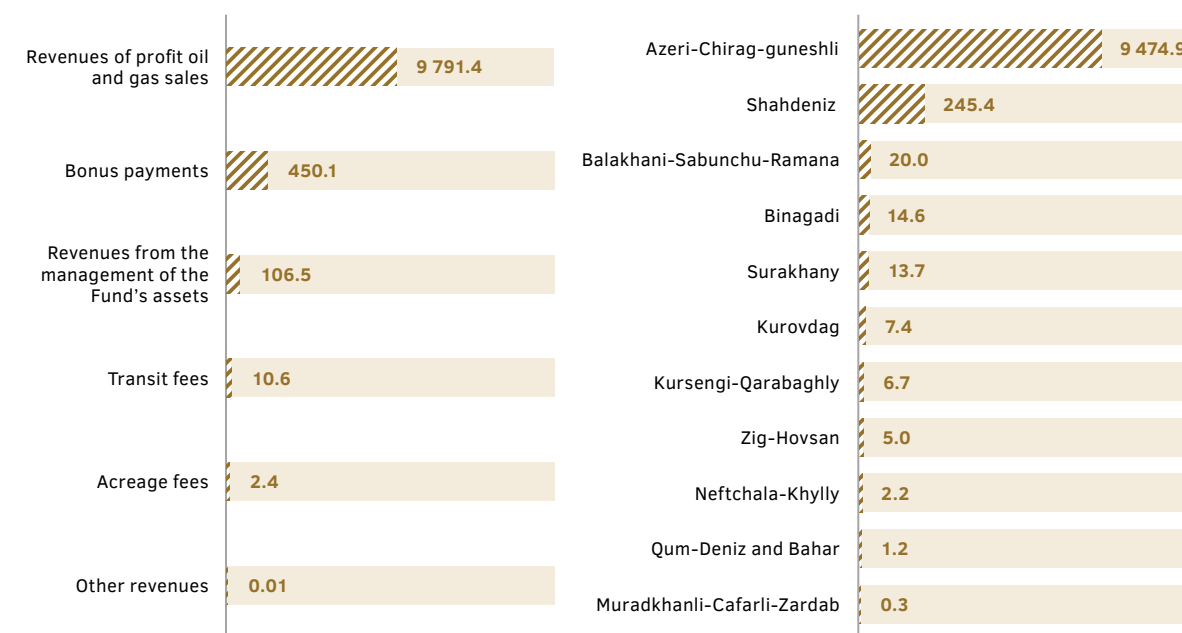 Revenues of profit oil
and gas sales
9 791.4
Bonus payments
450.1
Revenues from the
management of the
Fund's assets
106.5
Transit fees
10.6
Acreage fees
2.4
Other revenues
0.01
Azeri-Chirag-guneshli
9 474.9
Shahdeniz
245.4
Balakhani-Sabunchu-Ramana
20.0
Binagadi
14.6
Surakhany
13.7
Kurovdag
7.4
Kursengi-Qarabaghly
6.7
Zig-Hovsan
5.0
Neftchala-Khylly
2.2
Qum-Deniz and Bahar
1.2
Muradkhanli-Cafarli-Zardab
0.3